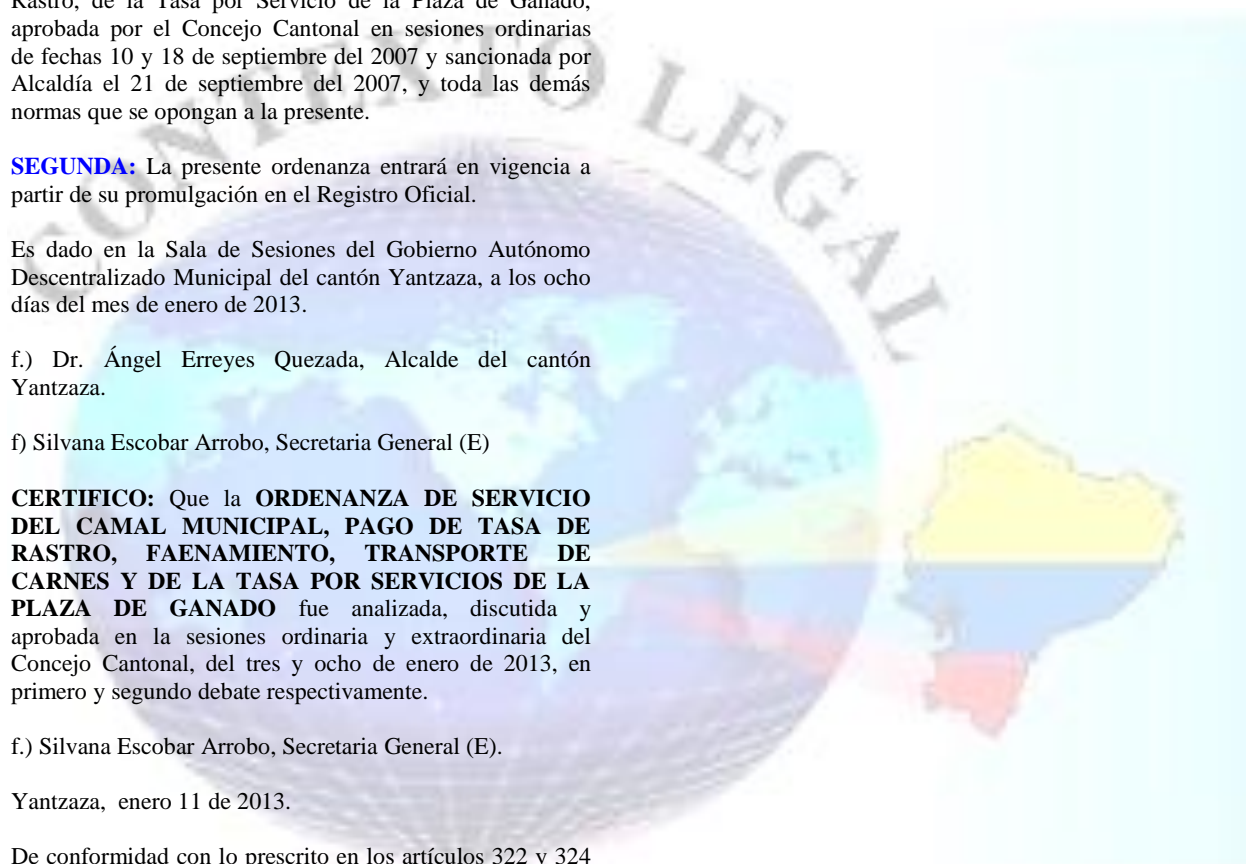 Rastro, de la Tasa por Servicio de la Plaza de Ganado,
aprobada por el Concejo Cantonal en sesiones ordinarias
de fechas 10 y 18 de septiembre del 2007 y sancionada por
Alcaldía el 21 de septiembre del 2007, y toda las demás
normas que se opongan a la presente.
SEGUNDA: La presente ordenanza entrará en vigencia a
partir de su promulgación en el Registro Oficial.
Es dado en la Sala de Sesiones del Gobierno Autónomo
Descentralizado Municipal del cantón Yantzaza, a los ocho
días del mes de enero de 2013.
f.) Dr. Ángel Erreyes Quezada, Alcalde del cantón
Yantzaza.
f) Silvana Escobar Arrobo, Secretaria General (E)
CERTIFICO: Que la ORDENANZA DE SERVICIO
DEL CAMAL MUNICIPAL, PAGO DE TASA DE
RASTRO, FAENAMIENTO, TRANSPORTE DE
CARNES Y DE LA TASA POR SERVICIOS DE LA
PLAZA DE GANADO fue analizada, discutida y
aprobada en la sesiones ordinaria y extraordinaria del
Concejo Cantonal, del tres y ocho de enero de 2013, en
primero y segundo debate respectivamente.
f.) Silvana Escobar Arrobo, Secretaria General (E).
Yantzaza, enero 11 de 2013.
De conformidad con lo prescrito en los artículos 322 y 324
CONTEXTO LEGAL